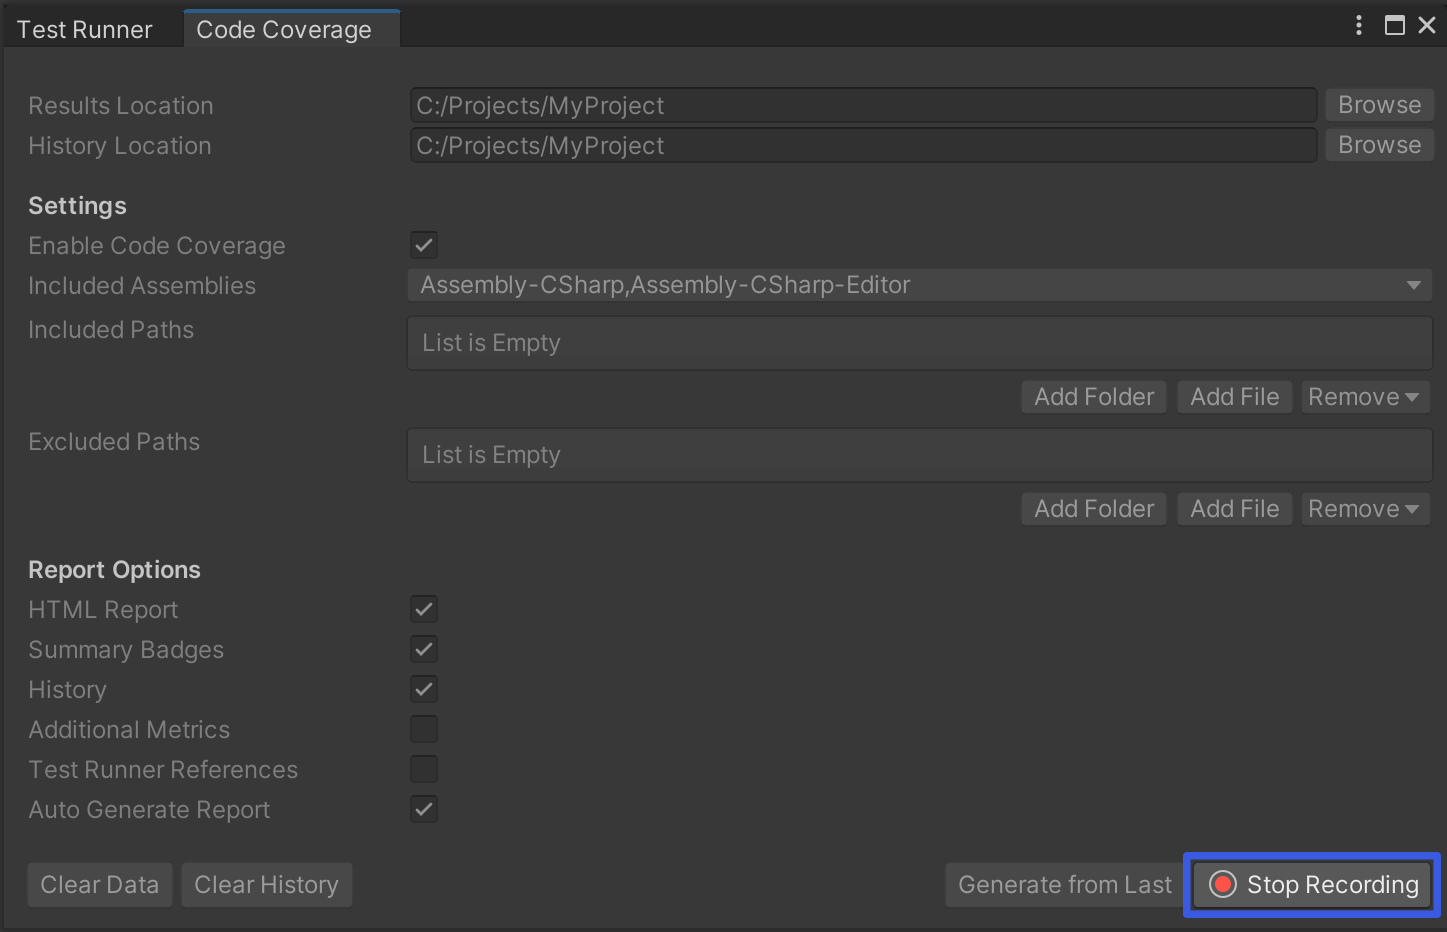 Test Runner Code Coverage
Results Location C:/Projects/MyProject Browse
History Location C:/Projects/MyProject Browse
Settings
Enable Code Coverage
Included Assemblies Assembly-CSharp,Assembly-CSharp-Editor
Included Paths List is Empty
Add Folder Add File Remove
Excluded Paths List is Empty
Add Folder Add File Remove
Report Options
HTML Report
Summary Badges
History
Additional Metrics
Test Runner References
Auto Generate Report
Clear Data Clear History Generate from Last Stop Recording